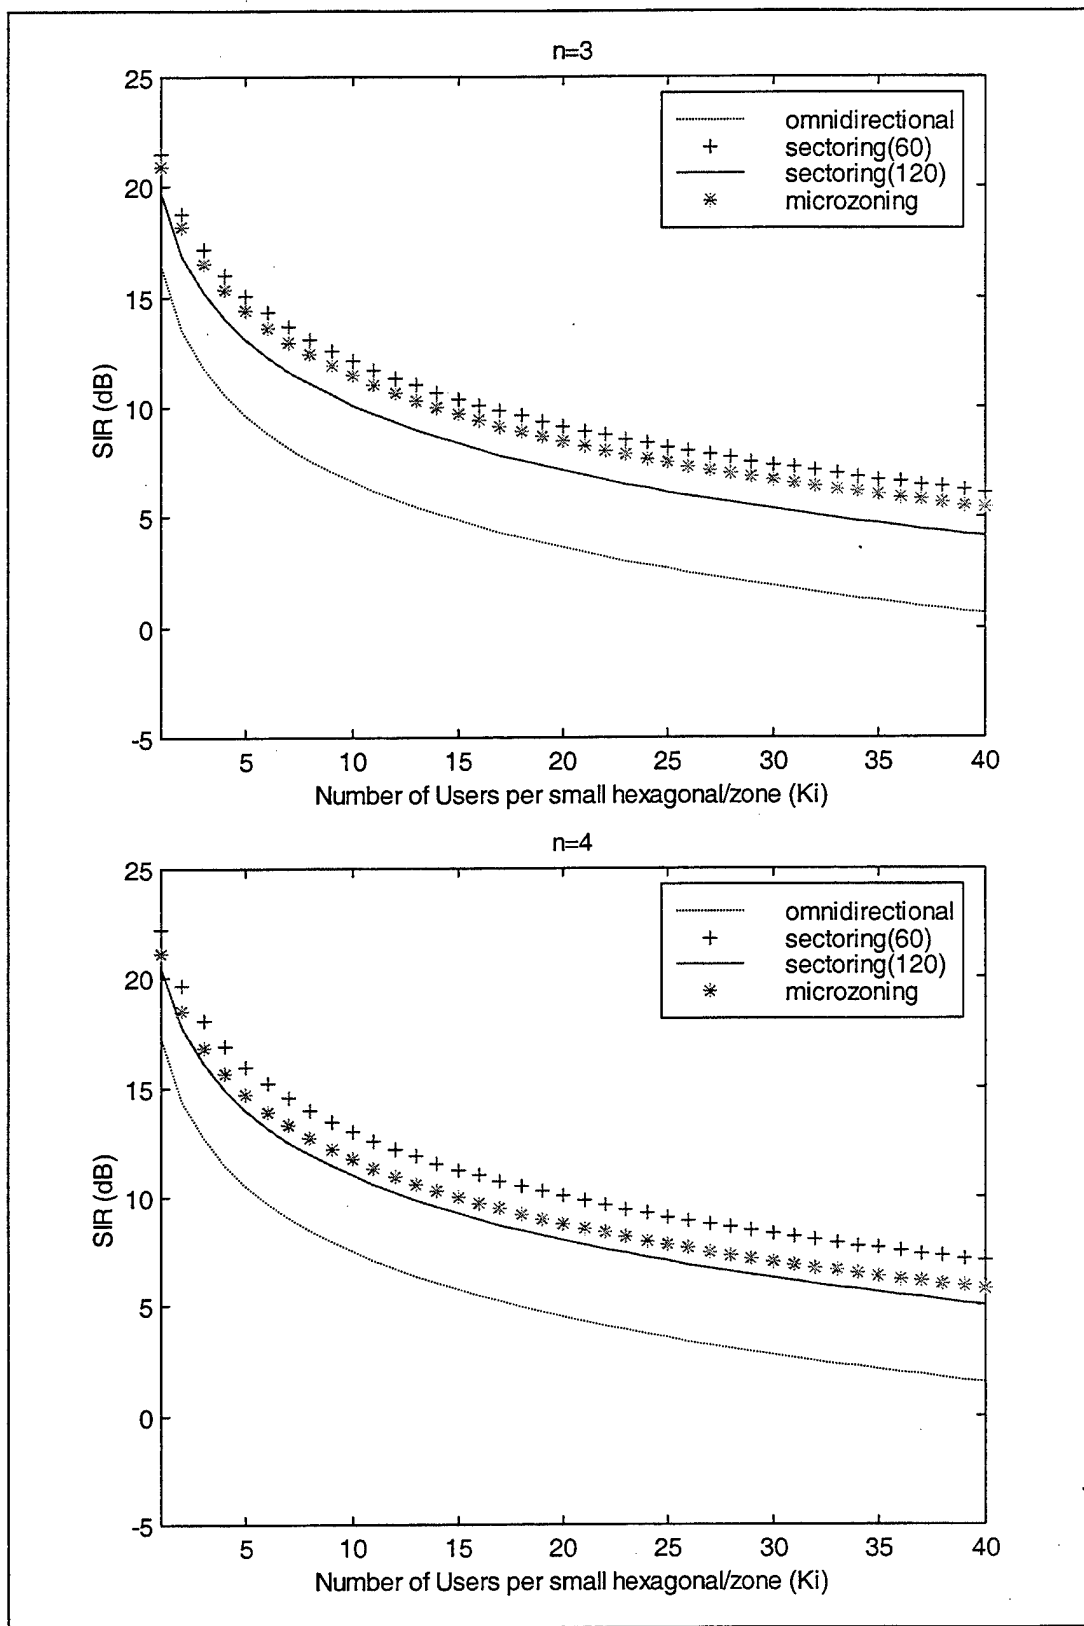 n=3
25
20
15
10
5
0
-5
SIR (dB)
omnidirectional
sectoring(60)
sectoring(120)
microzoning
5 10 15 20 25 30 35 40
Number of Users per small hexagonal/zone (Ki)
n=4
25
20
15
10
5
0
-5
SIR (dB)
omnidirectional
sectoring(60)
sectoring(120)
microzoning
5 10 15 20 25 30 35 40
Number of Users per small hexagonal/zone (Ki)